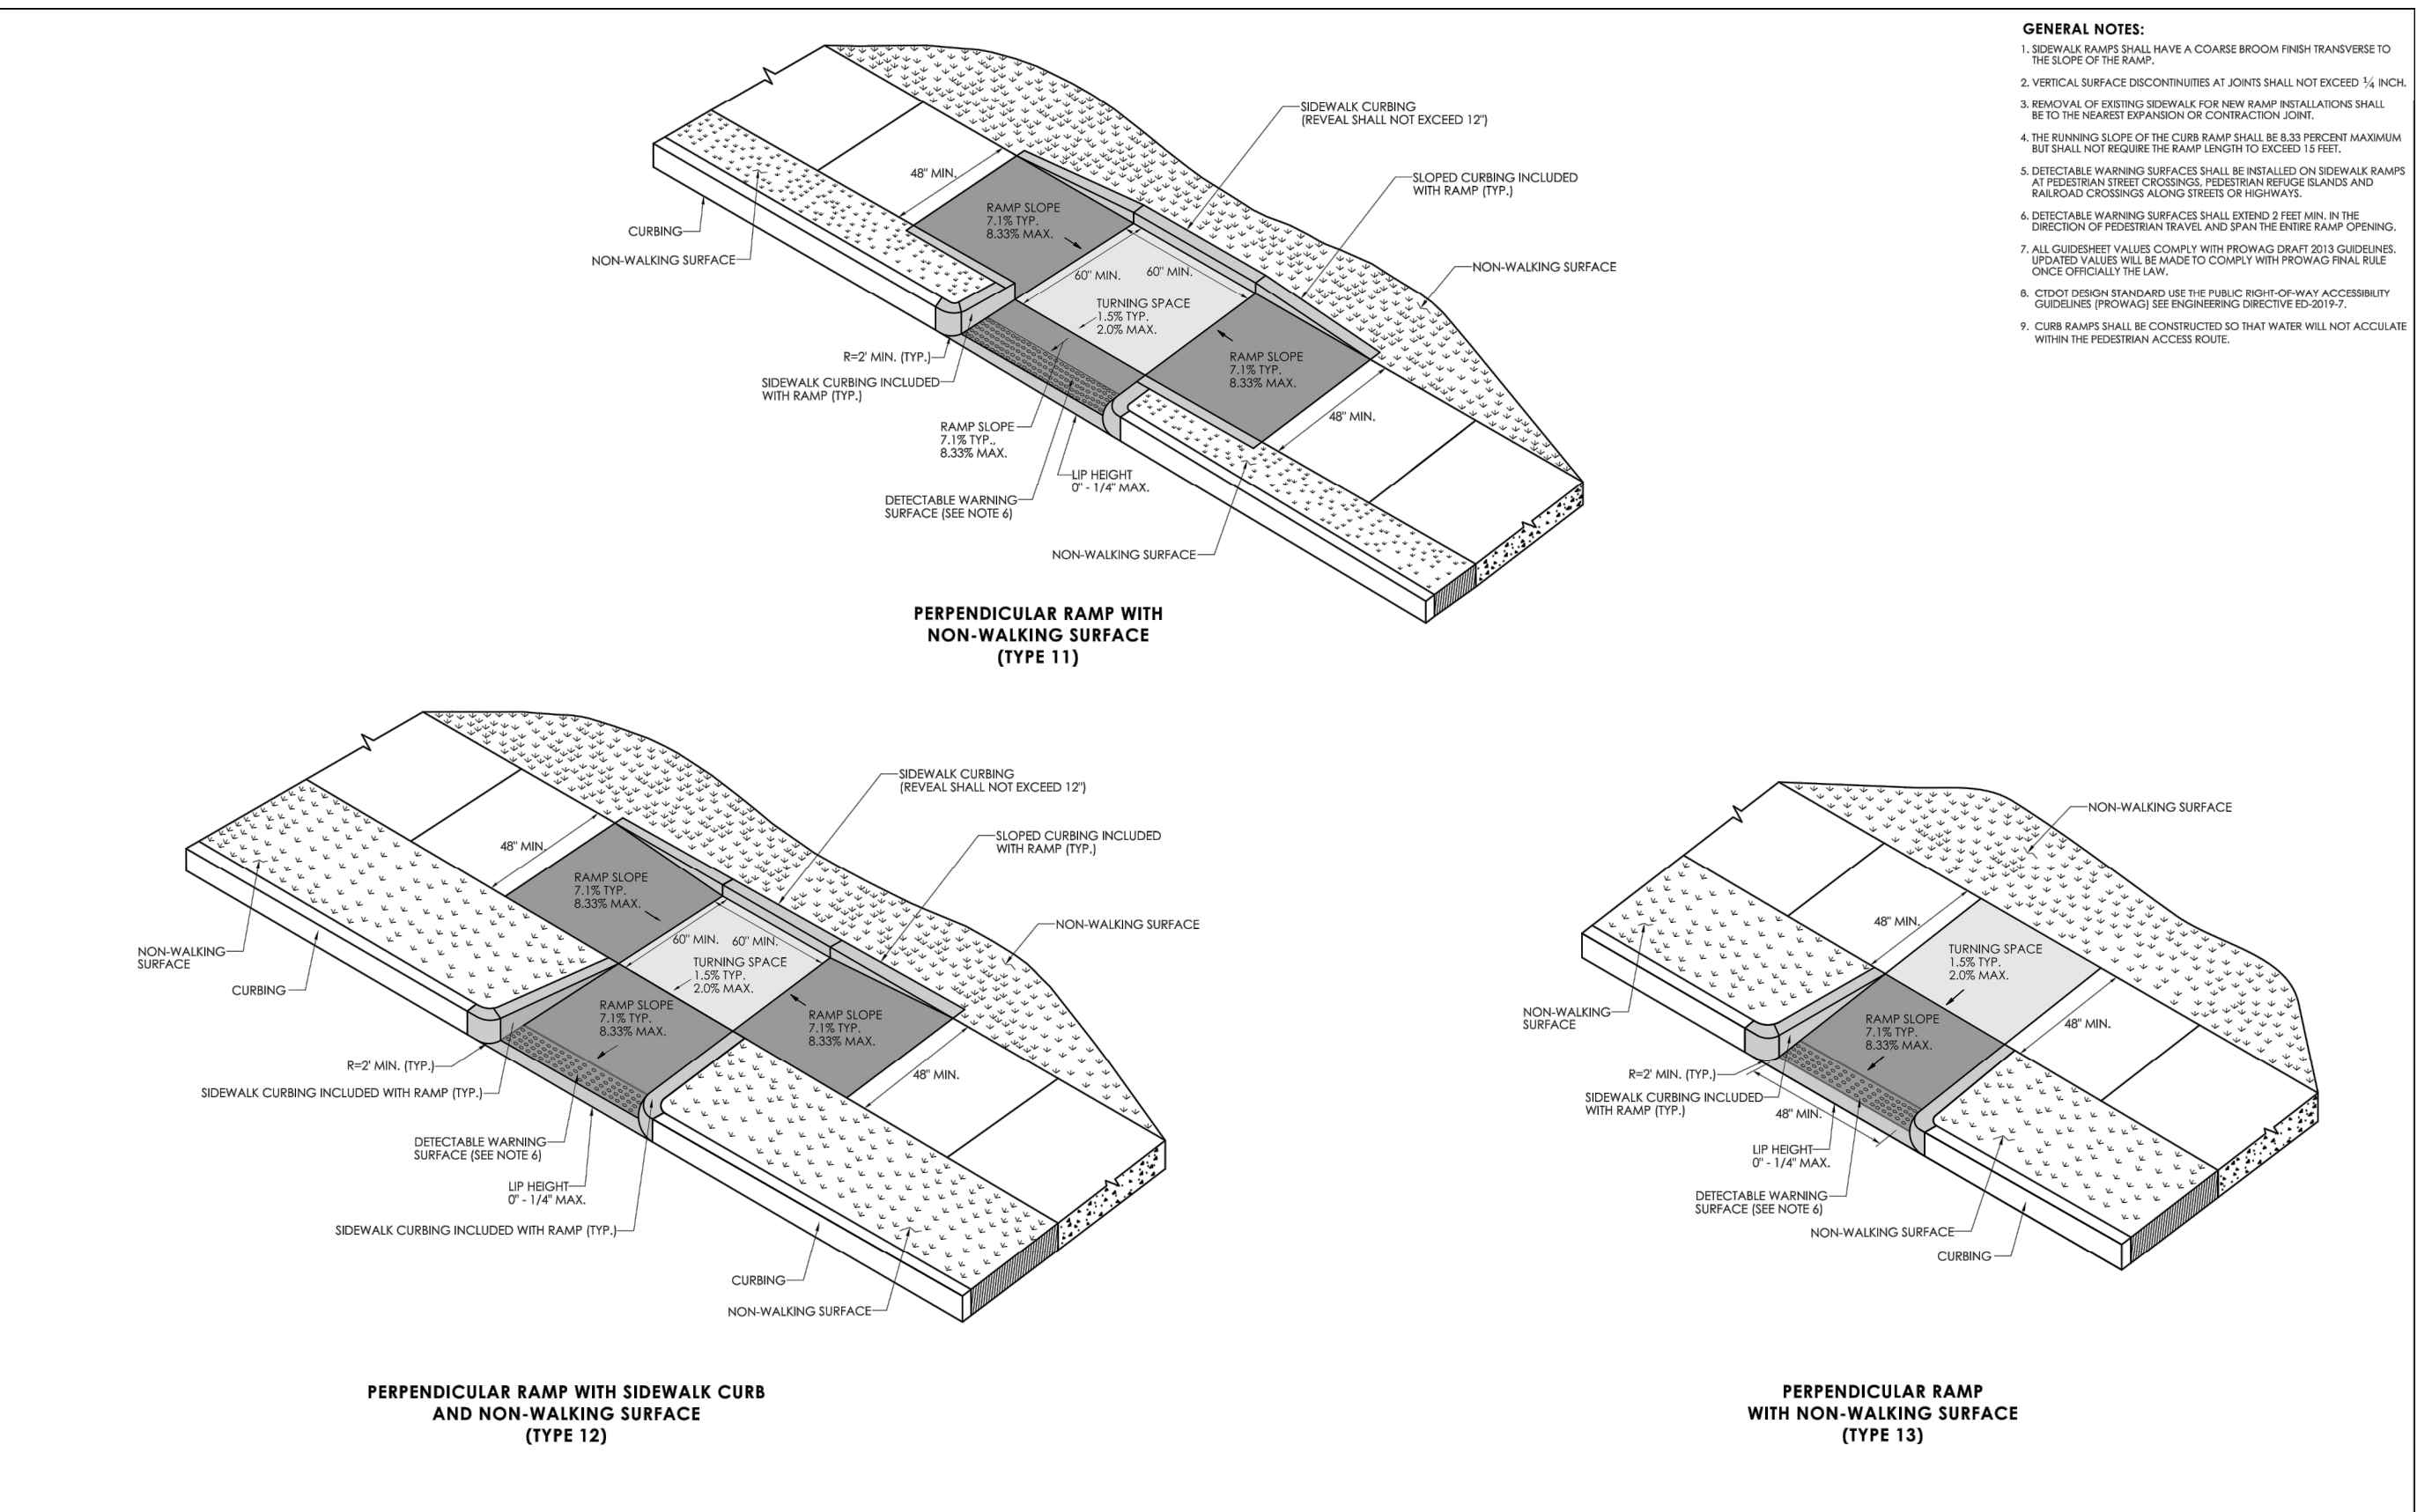 GENERAL NOTES:
1. SIDEWALK RAMPS SHALL HAVE A COARSE BROOM FINISH TRANSVERSE TO
THE SLOPE OF THE RAMP.
2. VERTICAL SURFACE DISCONTINUITIES AT JOINTS SHALL NOT EXCEED 1/4 INCH.
3. REMOVAL OF EXISTING SIDEWALK FOR NEW RAMP INSTALLATIONS SHALL
BE TO THE NEAREST EXPANSION OR CONTRACTION JOINT.
4. THE RUNNING SLOPE OF THE CURB RAMP SHALL BE 8.33 PERCENT MAXIMUM
BUT SHALL NOT REQUIRE THE RAMP LENGTH TO EXCEED 15 FEET.
5. DETECTABLE WARNING SURFACES SHALL BE INSTALLED ON SIDEWALK RAMPS
AT PEDESTRIAN STREET CROSSINGS, PEDESTRIAN REFUGE ISLANDS AND
RAILROAD CROSSINGS ALONG STREETS OR HIGHWAYS.
6. DETECTABLE WARNING SURFACES SHALL EXTEND 2 FEET MIN. IN THE
DIRECTION OF PEDESTRIAN TRAVEL AND SPAN THE ENTIRE RAMP OPENING.
7. ALL GUIDESHEET VALUES COMPLY WITH PROWAG DRAFT 2013 GUIDELINES.
UPDATED VALUES WILL BE MADE TO COMPLY WITH PROWAG FINAL RULE
ONCE OFFICIALLY THE LAW.
8. CTDOT DESIGN STANDARD USE THE PUBLIC RIGHT-OF-WAY ACCESSIBILITY
GUIDELINES (PROWAG) SEE ENGINEERING DIRECTIVE ED-2019-7.
9. CURB RAMPS SHALL BE CONSTRUCTED SO THAT WATER WILL NOT ACCULATE
WITHIN THE PEDESTRIAN ACCESS ROUTE.
SIDEWALK CURBING
(REVEAL SHALL NOT EXCEED 12")
SLOPED CURBING INCLUDED
WITH RAMP (TYP.)
48" MIN.
RAMP SLOPE
7.1% TYP.
8.33% MAX.
CURBING
NON-WALKING SURFACE
NON-WALKING SURFACE
60" MIN.
60" MIN.
TURNING SPACE
1.5% TYP.
2.0% MAX.
R=2' MIN. (TYP.)
RAMP SLOPE
7.1% TYP.
8.33% MAX.
SIDEWALK CURBING INCLUDED
WITH RAMP (TYP.)
48" MIN.
RAMP SLOPE
7.1% TYP.,
8.33% MAX.
LIP HEIGHT
0" - 1/4" MAX.
DETECTABLE WARNING
SURFACE (SEE NOTE 6)
NON-WALKING SURFACE
PERPENDICULAR RAMP WITH
NON-WALKING SURFACE
(TYPE 11)
SIDEWALK CURBING
(REVEAL SHALL NOT EXCEED 12")
SLOPED CURBING INCLUDED
WITH RAMP (TYP.)
48" MIN.
RAMP SLOPE
7.1% TYP.
8.33% MAX.
NON-WALKING SURFACE
60" MIN.
60" MIN.
NON-WALKING
SURFACE
TURNING SPACE
1.5% TYP.
2.0% MAX.
CURBING
RAMP SLOPE
7.1% TYP.
8.33% MAX.
RAMP SLOPE
7.1% TYP.
8.33% MAX.
R=2' MIN. (TYP.)
48" MIN.
SIDEWALK CURBING INCLUDED WITH RAMP (TYP.)
DETECTABLE WARNING
SURFACE (SEE NOTE 6)
LIP HEIGHT
0" - 1/4" MAX.
SIDEWALK CURBING INCLUDED WITH RAMP (TYP.)
CURBING
NON-WALKING SURFACE
PERPENDICULAR RAMP WITH SIDEWALK CURB
AND NON-WALKING SURFACE
(TYPE 12)
NON-WALKING SURFACE
48" MIN.
TURNING SPACE
1.5% TYP.
2.0% MAX.
NON-WALKING
SURFACE
RAMP SLOPE
7.1% TYP.
8.33% MAX.
48" MIN.
R=2' MIN. (TYP.)
SIDEWALK CURBING INCLUDED
WITH RAMP (TYP.)
48" MIN.
LIP HEIGHT
0" - 1/4" MAX.
DETECTABLE WARNING
SURFACE (SEE NOTE 6)
NON-WALKING SURFACE
CURBING
PERPENDICULAR RAMP
WITH NON-WALKING SURFACE
(TYPE 13)